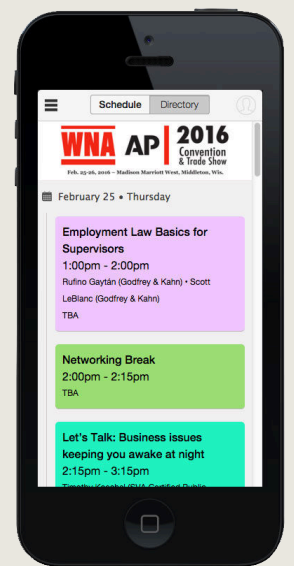 Schedule Directory
WNA AP 2016
Convention
& Trade Show
Feb. 25-26, 2016 – Madison Marriott West, Middleton, Wis.
February 25 • Thursday
Employment Law Basics for
Supervisors
1:00pm - 2:00pm
Rufino Gaytán (Godfrey & Kahn) • Scott
LeBlanc (Godfrey & Kahn)
TBA
Networking Break
2:00pm - 2:15pm
TBA
Let's Talk: Business issues
keeping you awake at night
2:15pm - 3:15pm
(SVA Certified Public